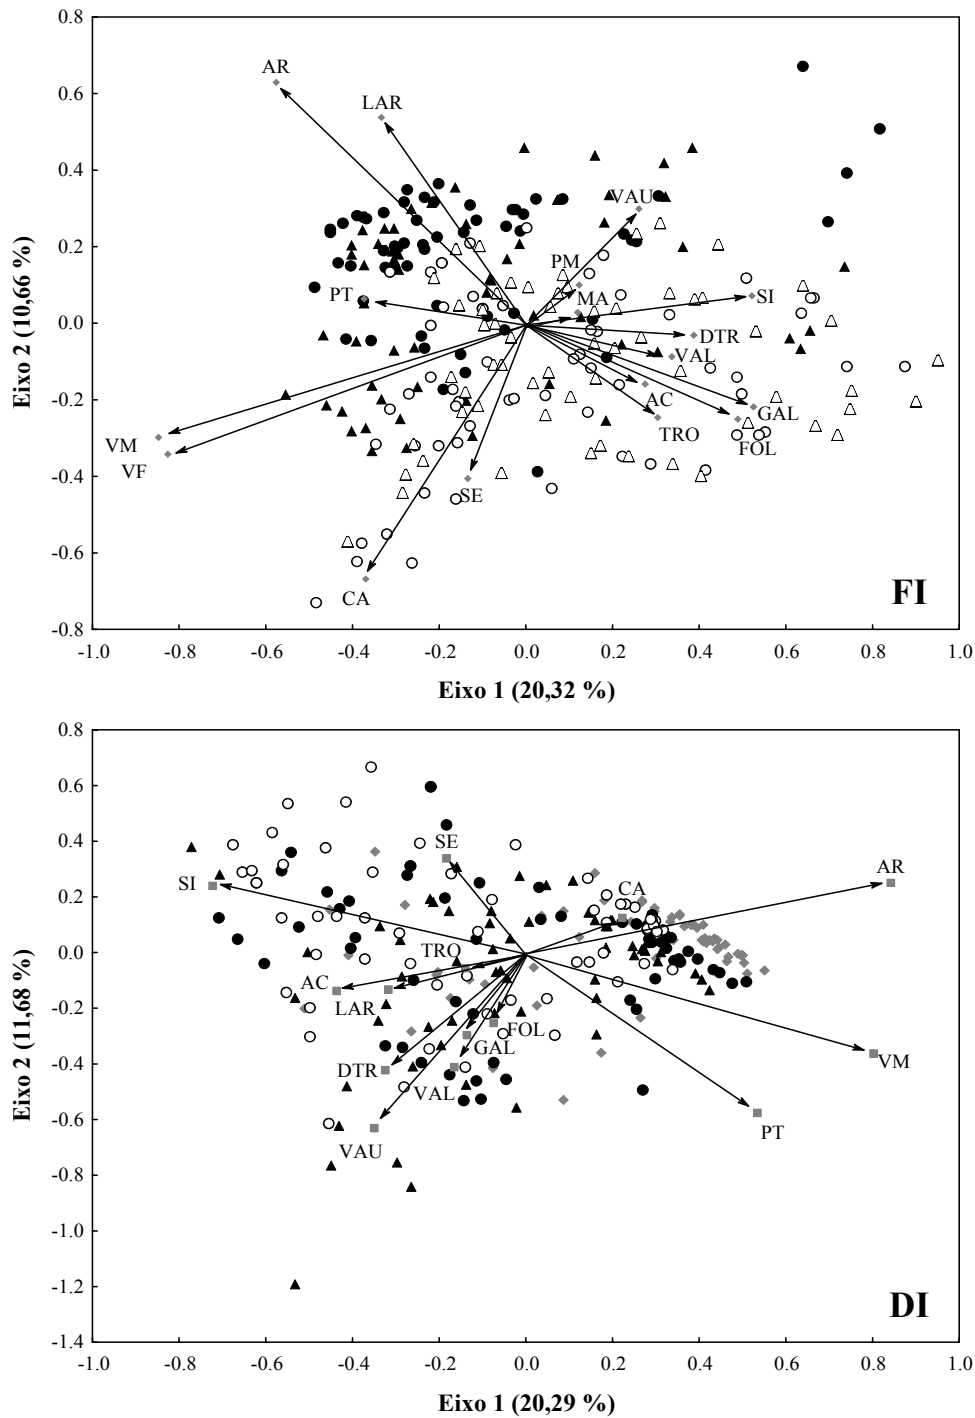 0.8
AR
0.6
LAR
0.4
VAU
0.2
PM
PT
MA
SI
0.0
DTR
VAL
AC
-0.2
GAL
TRO
FOL
VM
VF
-0.4
SE
-0.6
CA
FI
-0.8
-1.0 -0.8 -0.6 -0.4 -0.2 0.0 0.2 0.4 0.6 0.8 1.0
Eixo 1 (20,32 %)
Eixo 2 (10,66 %)
0.8
0.6
0.4
SE
AR
SI
CA
0.2
TRO
0.0
AC
LAR
FOL
-0.2
GAL
VM
DTR
VAL
-0.4
PT
-0.6
VAU
-0.8
-1.0
-1.2
DI
-1.4
-1.0 -0.8 -0.6 -0.4 -0.2 0.0 0.2 0.4 0.6 0.8 1.0
Eixo 1 (20,29 %)
Eixo 2 (11,68 %)